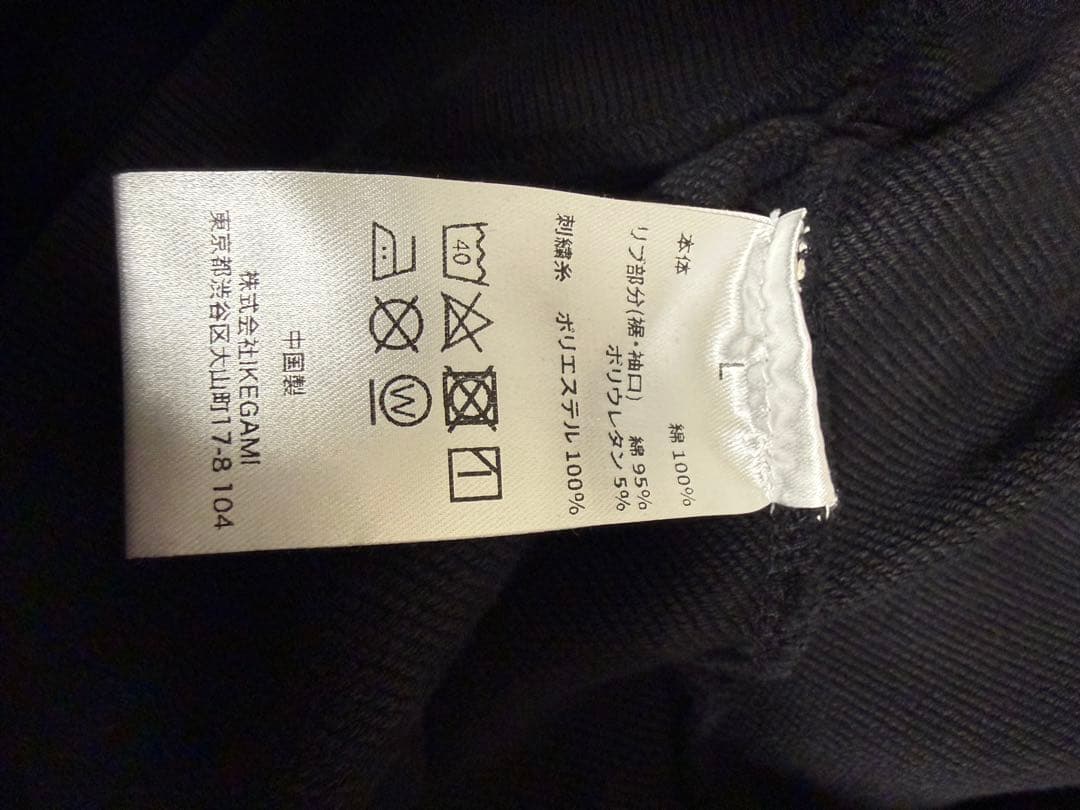 L
本体 綿 100%
リブ部分(裾・袖口) 綿 95%
ポリウレタン 5%
刺繍糸 ポリエステル 100%
40
W
中国製
株式会社IKEGAMI
東京都渋谷区大山町17-8 104